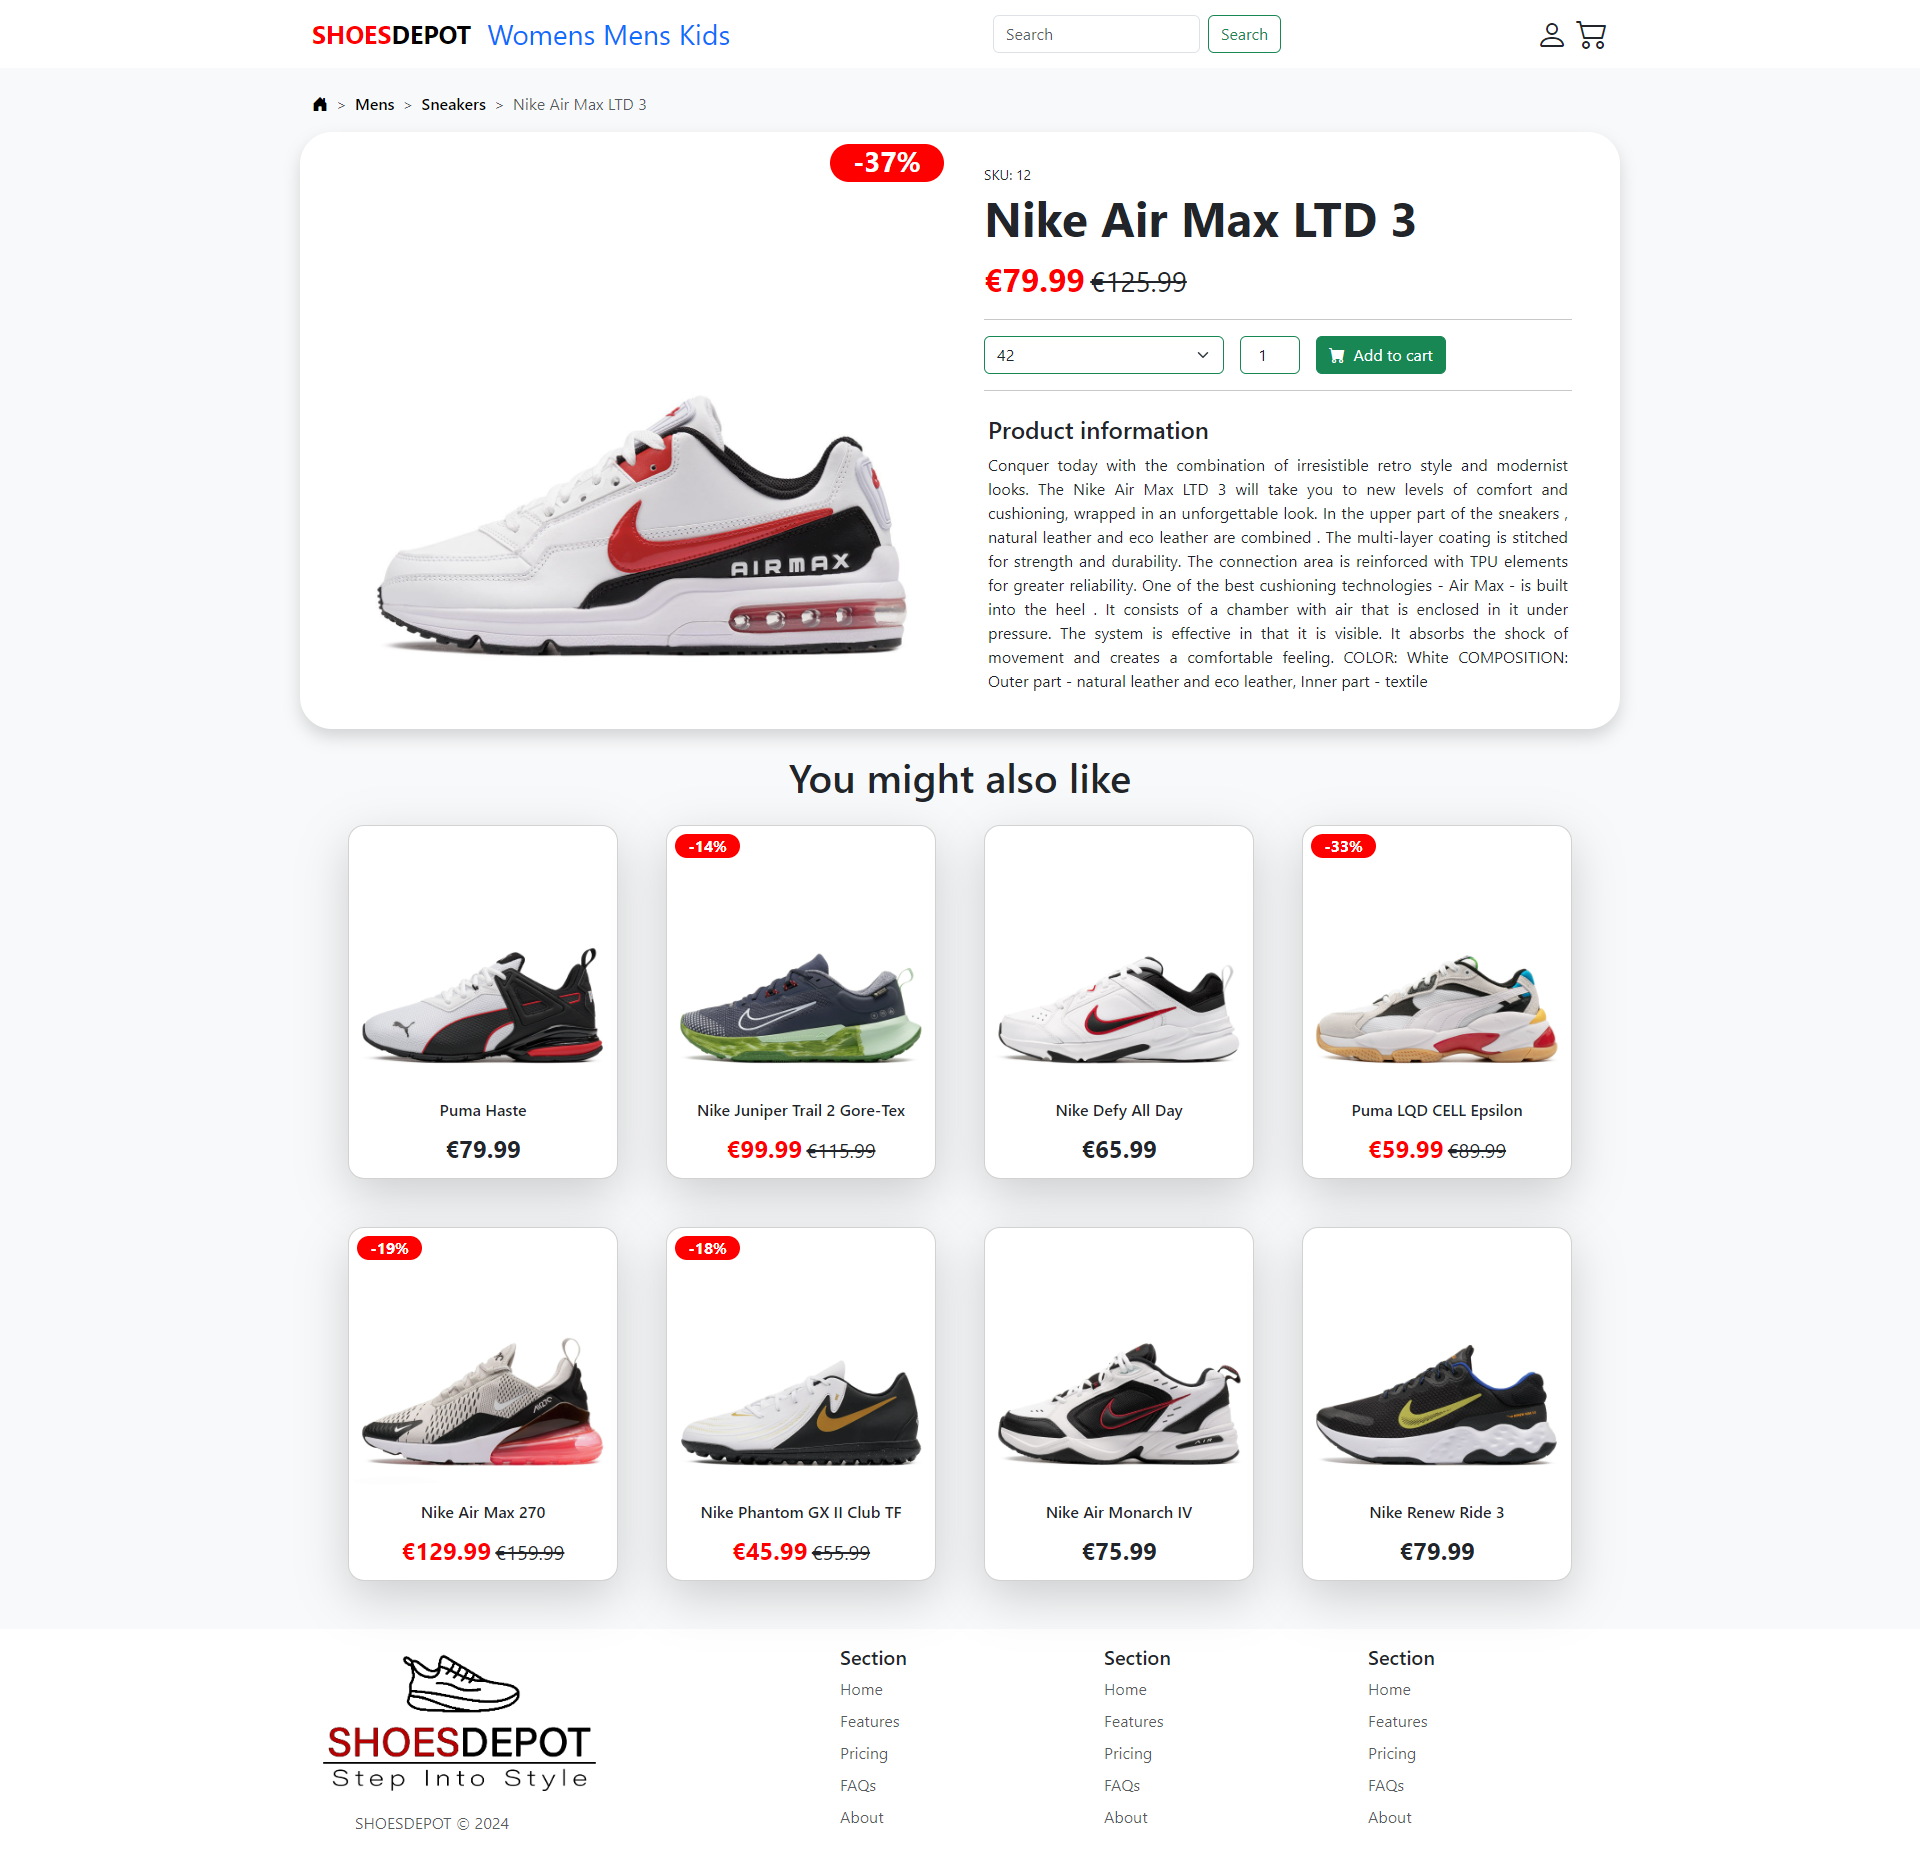 SHOESDEPOT Womens Mens Kids Search Search
> Mens > Sneakers > Nike Air Max LTD 3
-37%
SKU: 12
Nike Air Max LTD 3
€79.99 €125.99
42 1 Add to cart
AIRMAX
Product information
Conquer today with the combination of irresistible retro style and modernist
looks. The Nike Air Max LTD 3 will take you to new levels of comfort and
cushioning, wrapped in an unforgettable look. In the upper part of the sneakers ,
natural leather and eco leather are combined . The multi-layer coating is stitched
for strength and durability. The connection area is reinforced with TPU elements
for greater reliability. One of the best cushioning technologies - Air Max - is built
into the heel . It consists of a chamber with air that is enclosed in it under
pressure. The system is effective in that it is visible. It absorbs the shock of
movement and creates a comfortable feeling. COLOR: White COMPOSITION:
Outer part - natural leather and eco leather, Inner part - textile
You might also like
Puma Haste
€79.99
-14%
Nike Juniper Trail 2 Gore-Tex
€99.99 €115.99
Nike Defy All Day
€65.99
-33%
Puma LQD CELL Epsilon
€59.99 €89.99
-19%
Nike Air Max 270
€129.99 €159.99
-18%
Nike Phantom GX II Club TF
€45.99 €55.99
Nike Air Monarch IV
€75.99
Nike Renew Ride 3
€79.99
SHOESDEPOT
Step Into Style
SHOESDEPOT © 2024
Section
Home
Features
Pricing
FAQs
About
Section
Home
Features
Pricing
FAQs
About
Section
Home
Features
Pricing
FAQs
About